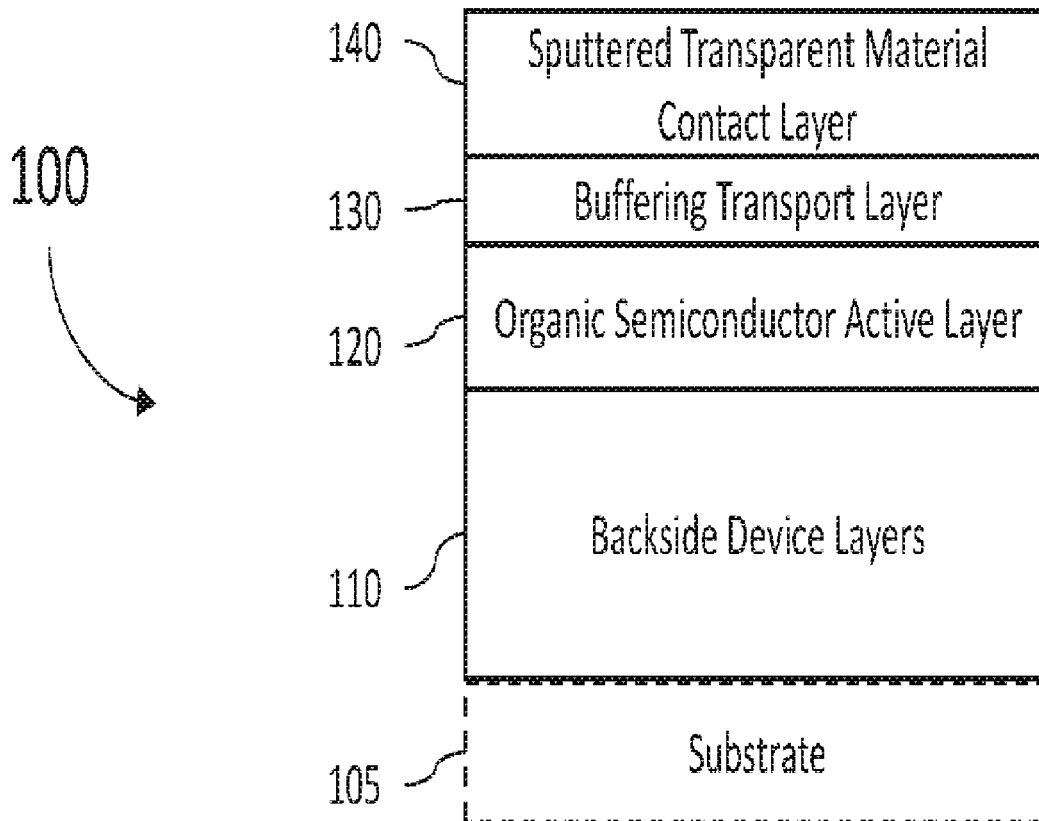 140
Sputtered Transparent Material
Contact Layer
100
130
Buffering Transport Layer
120
Organic Semiconductor Active Layer
110
Backside Device Layers
105
Substrate